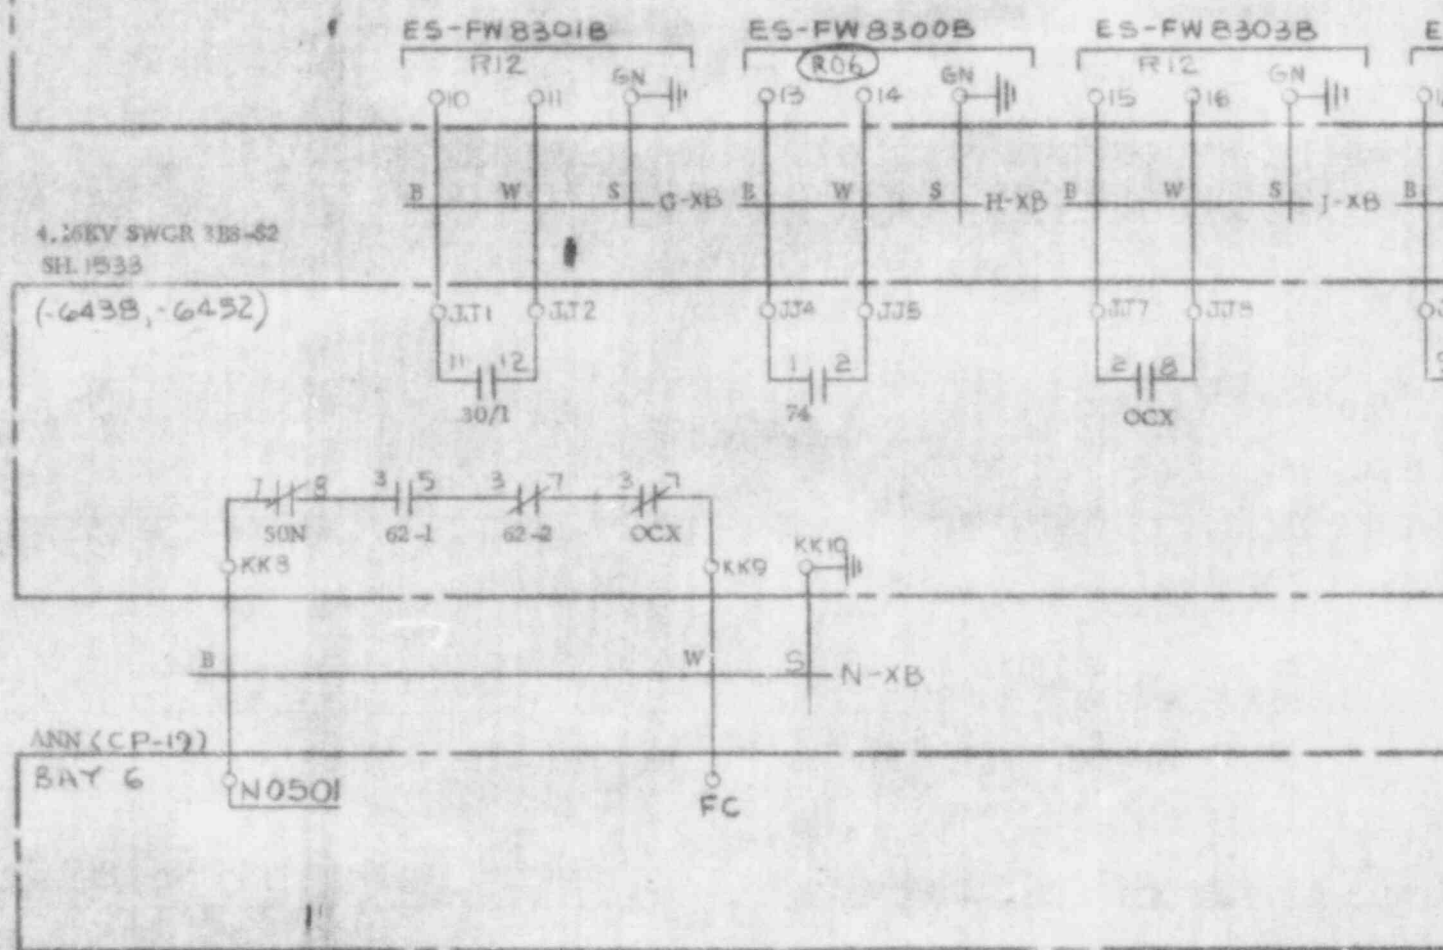 ES-FW8301B ES-FW8300B ES-FW8303B E
R12 R06 R12
10 11 GN 13 14 GN 15 16 GN
B W S G-XB B W S H-XB B W S J-XB B
4.16KV SWGR 3B8-S2
SH. 1533
(-6438, -6452)
JJ1 JJ2 JJ4 JJ5 JJ7 JJ8
11 12 1 2 2 8
30/1 74 OCX
7 8 3 5 3 7 3 7
50N 62-1 62-2 OCX
KK8 KK9 KK10
B W S N-XB
ANN (CP-19)
BAY 6
N0501 FC